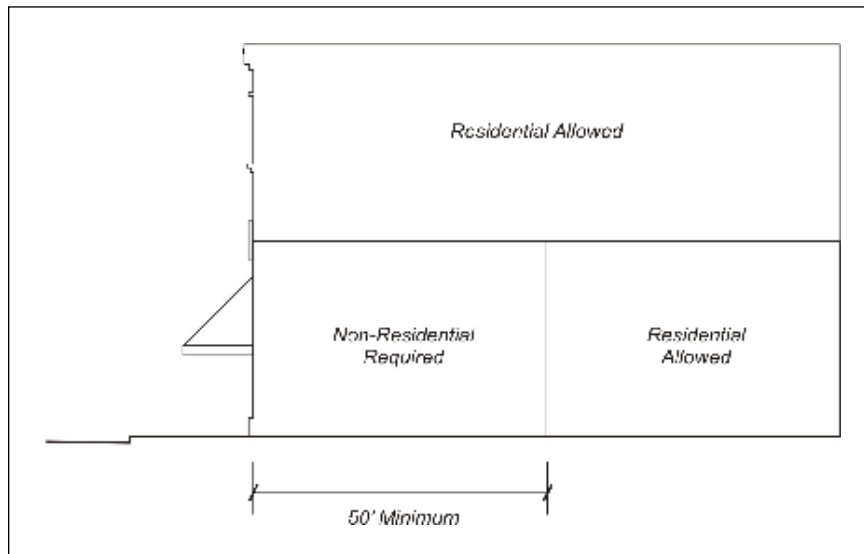 Residential Allowed
Non-Residential
Required
Residential
Allowed
50' Minimum